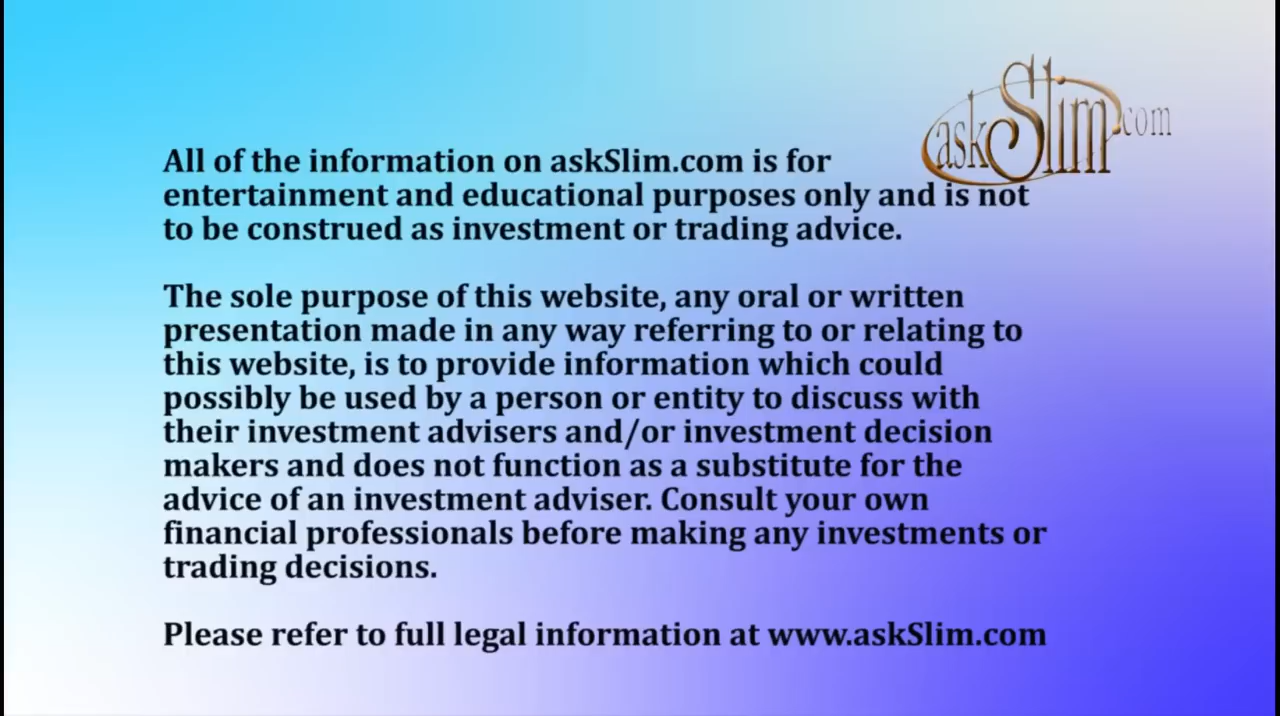 askSlim.com
All of the information on askSlim.com is for
entertainment and educational purposes only and is not
to be construed as investment or trading advice.
The sole purpose of this website, any oral or written
presentation made in any way referring to or relating to
this website, is to provide information which could
possibly be used by a person or entity to discuss with
their investment advisers and/or investment decision
makers and does not function as a substitute for the
advice of an investment adviser. Consult your own
financial professionals before making any investments or
trading decisions.
Please refer to full legal information at www.askSlim.com